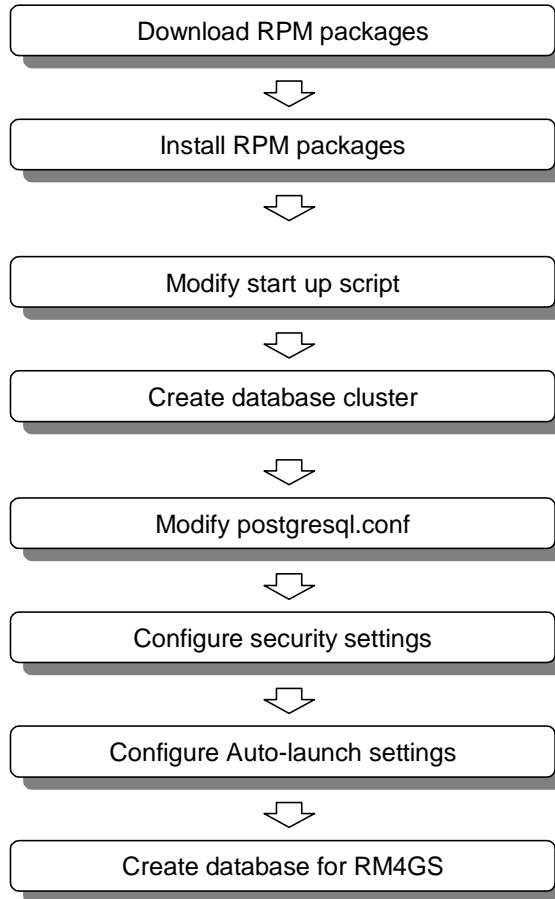 Download RPM packages
Install RPM packages
Modify start up script
Create database cluster
Modify postgresql.conf
Configure security settings
Configure Auto-launch settings
Create database for RM4GS